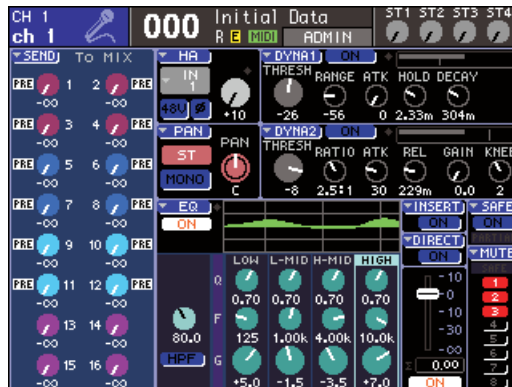 CH 1
ch 1
000 Initial Data
R E MIDI ADMIN
ST1 ST2 ST3 ST4
SEND TO MIX
PRE 1 2 PRE
-∞ -∞
PRE 3 4 PRE
-∞ -∞
PRE 5 6 PRE
-∞ -∞
PRE 7 8 PRE
-∞ -∞
PRE 9 10 PRE
-∞ -∞
PRE 11 12 PRE
-∞ -∞
13 14
-∞ -∞
15 16
-∞ -∞
HA
IN
1
48V Ø
+10
PAN
ST
MONO
PAN
C
DYNA1 ON
THRESH RANGE ATK HOLD DECAY
-26 -56 0 2.33m 304m
DYNA2 ON
THRESH RATIO ATK REL GAIN KNEE
-8 2.5:1 30 229m 0.0 2
EQ
ON
LOW L-MID H-MID HIGH
Q
0.70 0.70 0.70 0.70
F
80.0 125 1.00k 4.00k 10.0k
HPF
G
+5.0 -1.5 -3.5 +7.0
INSERT
ON
DIRECT
ON
10
0
-10
-30
-∞
0.00
ON
SAFE
ON
MUTE
SAFE
1
2
3
4
5
6
7
8